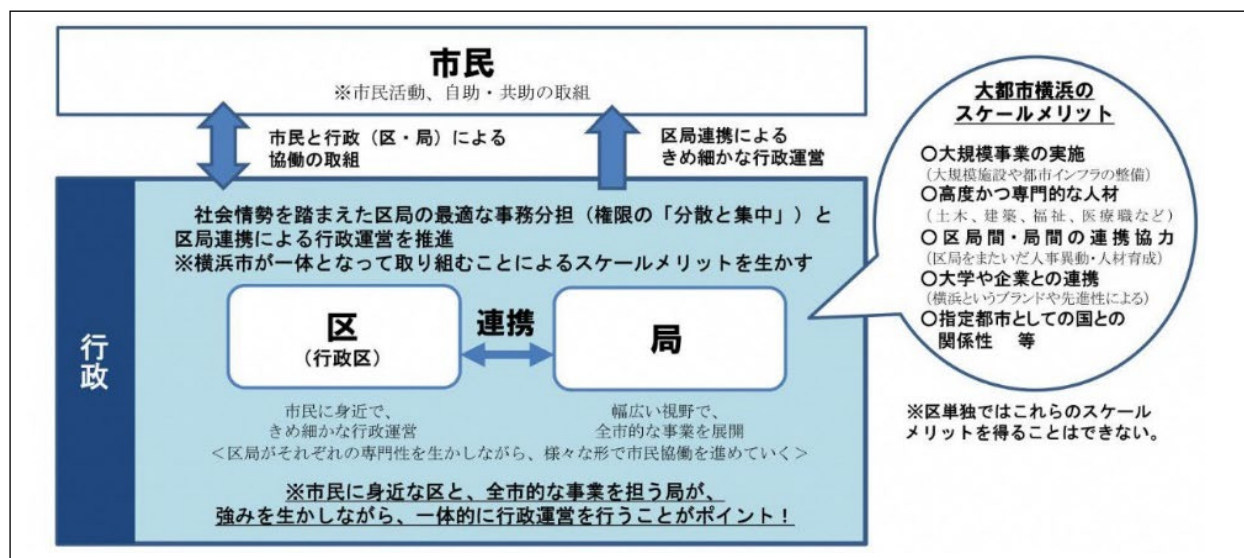 市民
※市民活動、自助・共助の取組
市民と行政（区・局）による
協働の取組
区局連携による
きめ細かな行政運営
行政
社会情勢を踏まえた区局の最適な事務分担（権限の「分散と集中」）と
区局連携による行政運営を推進
※横浜市が一体となって取り組むことによるスケールメリットを生かす
区
（行政区）
連携
局
市民に身近で、
きめ細かな行政運営
幅広い視野で、
全市的な事業を展開
＜区局がそれぞれの専門性を生かしながら、様々な形で市民協働を進めていく＞
※市民に身近な区と、全市的な事業を担う局が、
強みを生かしながら、一体的に行政運営を行うことがポイント！
大都市横浜の
スケールメリット
○大規模事業の実施
（大規模施設や都市インフラの整備）
○高度かつ専門的な人材
（土木、建築、福祉、医療職など）
○区局間・局間の連携協力
（区局をまたいだ人事異動・人材育成）
○大学や企業との連携
（横浜というブランドや先進性による）
○指定都市としての国との
関係性　等
※区単独ではこれらのスケール
メリットを得ることはできない。